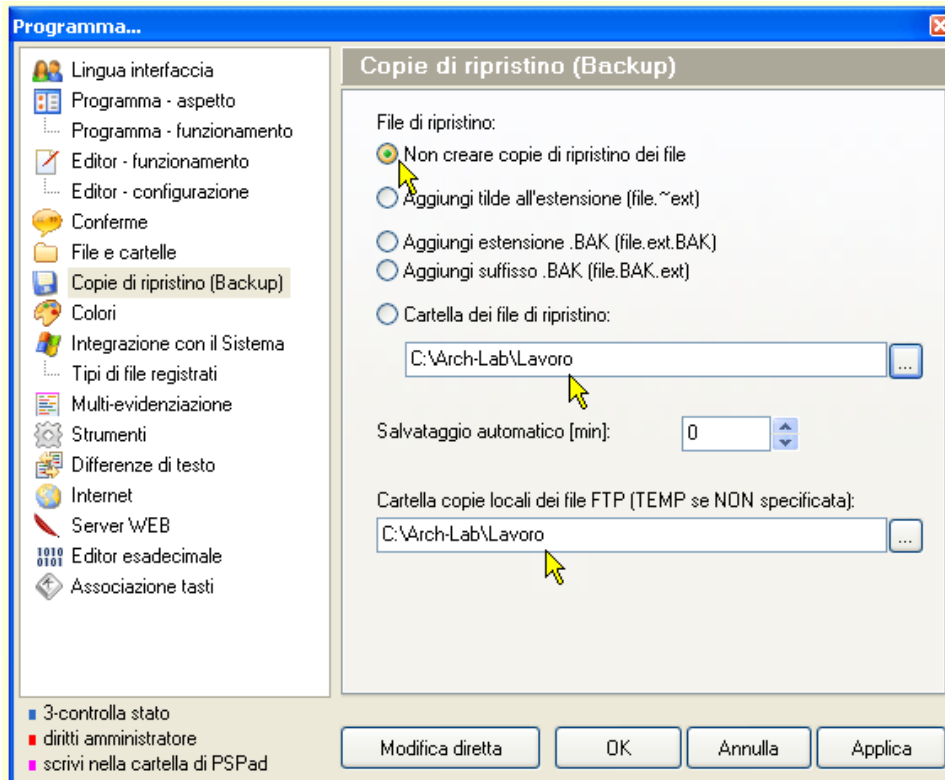 Programma...
Lingua interfaccia
Programma - aspetto
Programma - funzionamento
Editor - funzionamento
Editor - configurazione
Conferme
File e cartelle
Copie di ripristino (Backup)
Colori
Integrazione con il Sistema
Tipi di file registrati
Multi-evidenziazione
Strumenti
Differenze di testo
Internet
Server WEB
1010
0101
Editor esadecimale
Associazione tasti
3-controlla stato
diritti amministratore
scrivi nella cartella di PSPad
Copie di ripristino (Backup)
File di ripristino:
Non creare copie di ripristino dei file
Aggiungi tilde all'estensione (file.~ext)
Aggiungi estensione .BAK (file.ext.BAK)
Aggiungi suffisso .BAK (file.BAK.ext)
Cartella dei file di ripristino:
C:\Arch-Lab\Lavoro
...
Salvataggio automatico [min]:
0
Cartella copie locali dei file FTP (TEMP se NON specificata):
C:\Arch-Lab\Lavoro
...
Modifica diretta
OK
Annulla
Applica